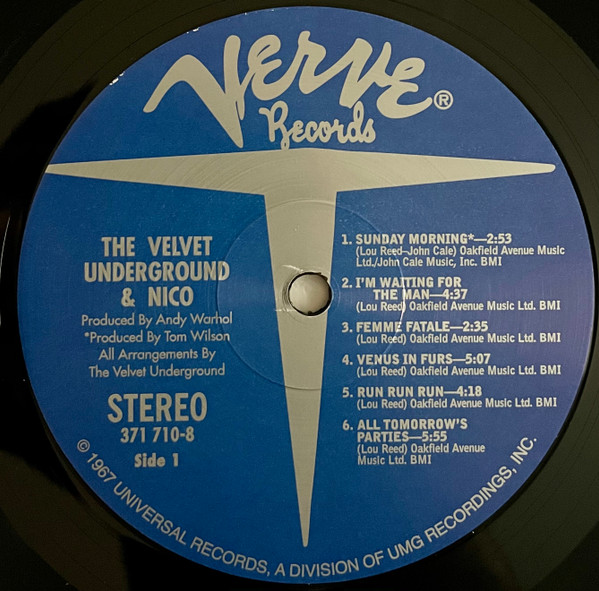 Verve®
Records
THE VELVET
UNDERGROUND
& NICO
Produced By Andy Warhol
*Produced By Tom Wilson
All Arrangements By
The Velvet Underground
STEREO
371 710-8
Side 1
1. SUNDAY MORNING*—2:53
(Lou Reed–John Cale) Oakfield Avenue Music
Ltd./John Cale Music, Inc. BMI
2. I'M WAITING FOR
THE MAN—4:37
(Lou Reed) Oakfield Avenue Music Ltd. BMI
3. FEMME FATALE—2:35
(Lou Reed) Oakfield Avenue Music Ltd. BMI
4. VENUS IN FURS—5:07
(Lou Reed) Oakfield Avenue Music Ltd. BMI
5. RUN RUN RUN—4:18
(Lou Reed) Oakfield Avenue Music Ltd. BMI
6. ALL TOMORROW'S
PARTIES—5:55
(Lou Reed) Oakfield Avenue
Music Ltd. BMI
© 1967 UNIVERSAL RECORDS, A DIVISION OF UMG RECORDINGS, INC.